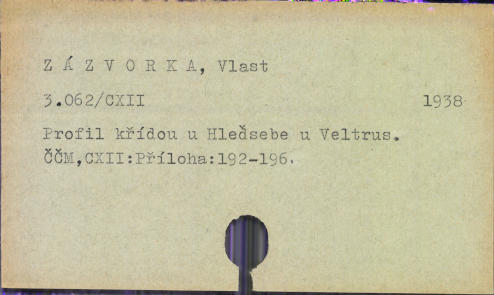 Z Á Z V O R K A, Vlast
3.062/CXII 1938
Profil křídou u Hleďsebe u Veltrus.
ČČM,CXII:Příloha:192-196.